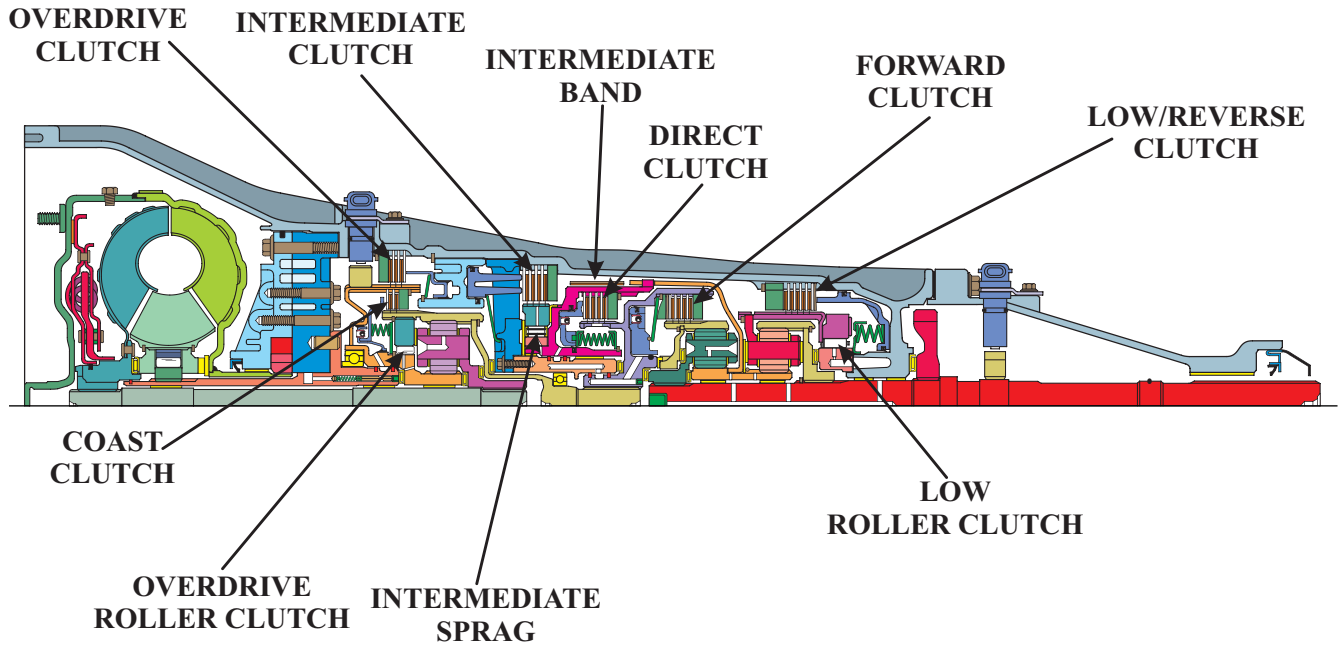 OVERDRIVE
CLUTCH
INTERMEDIATE
CLUTCH
INTERMEDIATE
BAND
DIRECT
CLUTCH
FORWARD
CLUTCH
LOW/REVERSE
CLUTCH
COAST
CLUTCH
OVERDRIVE
ROLLER CLUTCH
INTERMEDIATE
SPRAG
LOW
ROLLER CLUTCH